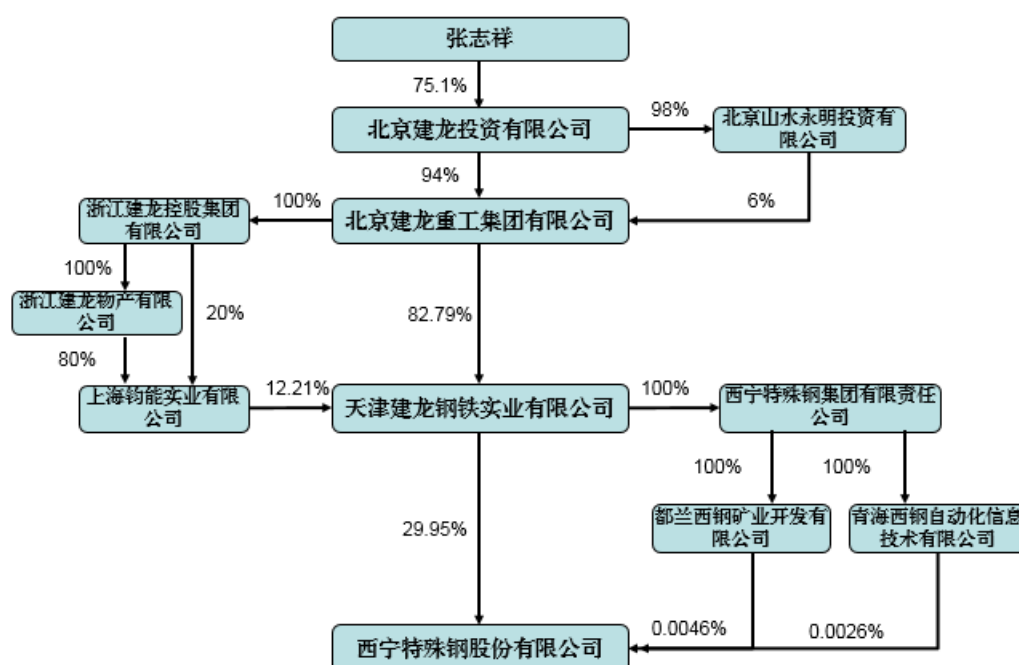 张志祥
75.1%
北京建龙投资有限公司
98%
北京山水永明投资有
限公司
94%
6%
浙江建龙控股集团
有限公司
100%
北京建龙重工集团有限公司
100%
浙江建龙物产有限
公司
20%
82.79%
80%
上海钧能实业有限
公司
12.21%
天津建龙钢铁实业有限公司
100%
西宁特殊钢集团有限责任
公司
100%
100%
29.95%
都兰西钢矿业开发有
限公司
青海西钢自动化信息
技术有限公司
0.0046%
0.0026%
西宁特殊钢股份有限公司